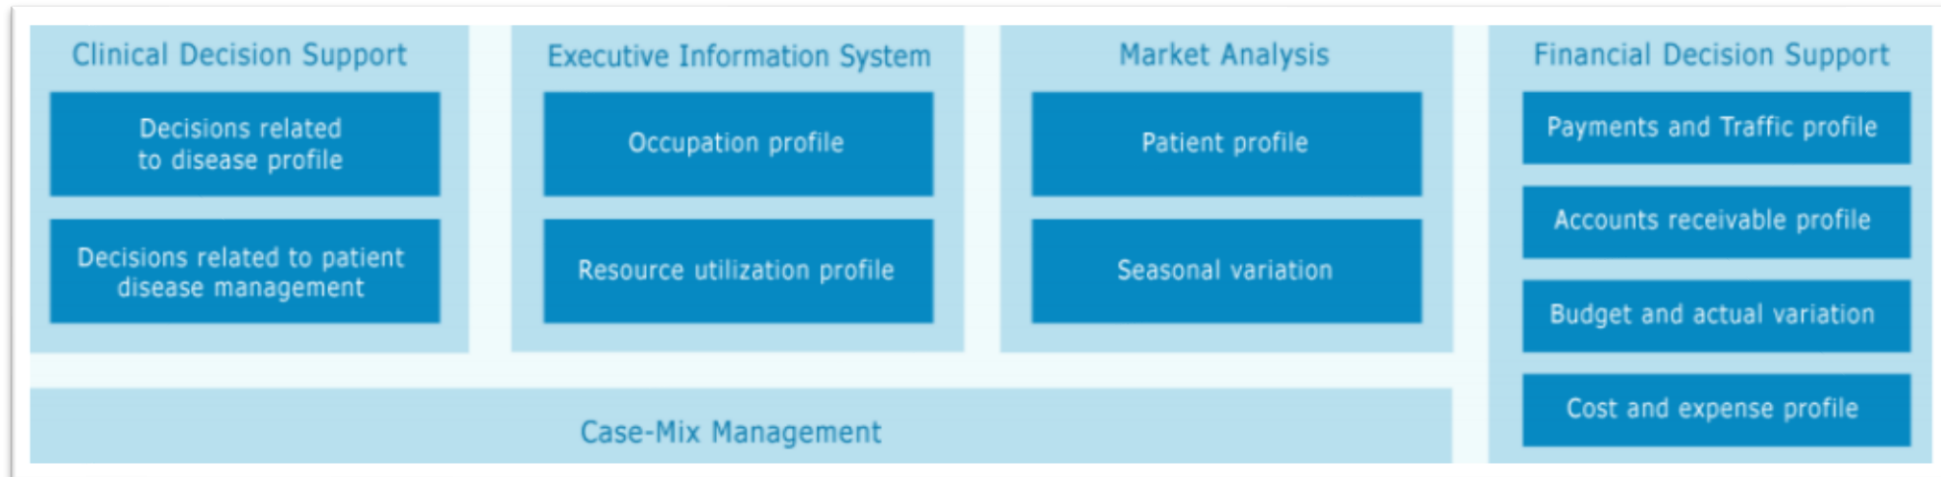 Clinical Decision Support
Decisions related
to disease profile
Decisions related to patient
disease management
Executive Information System
Occupation profile
Resource utilization profile
Market Analysis
Patient profile
Seasonal variation
Financial Decision Support
Payments and Traffic profile
Accounts receivable profile
Budget and actual variation
Cost and expense profile
Case-Mix Management